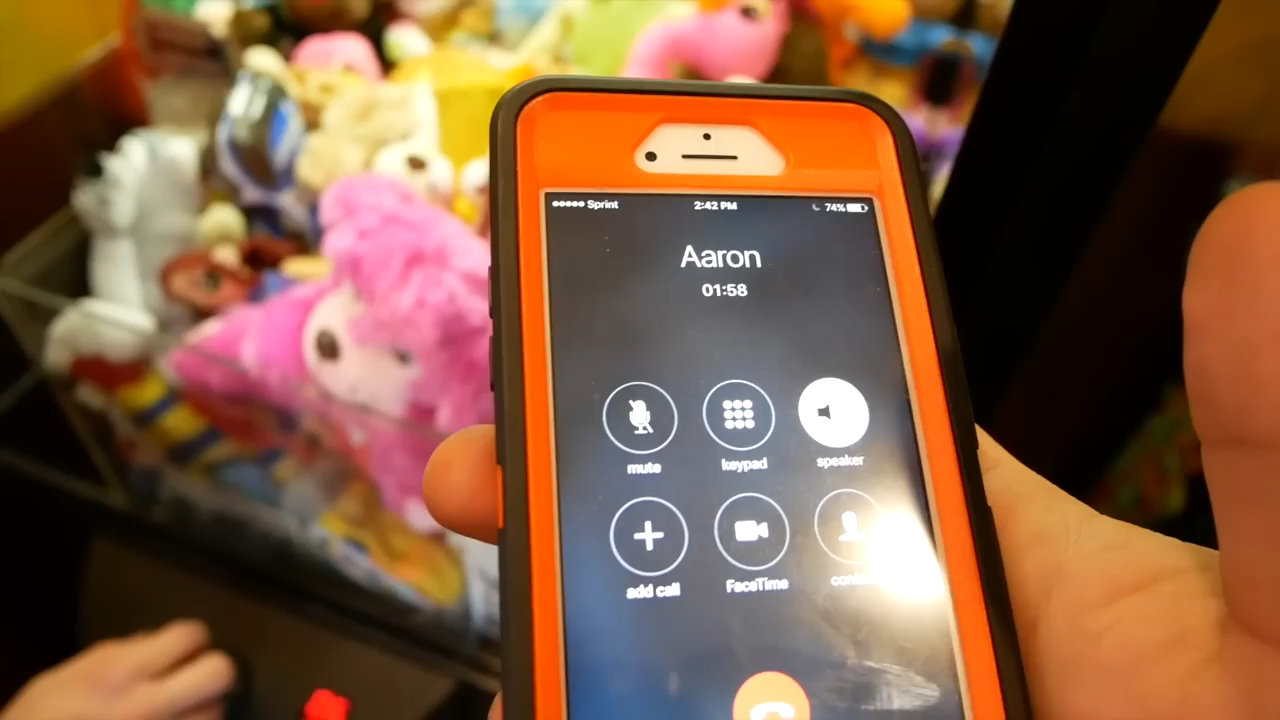 Sprint 2:42 PM 74%
Aaron
01:58
mute keypad speaker
add call FaceTime